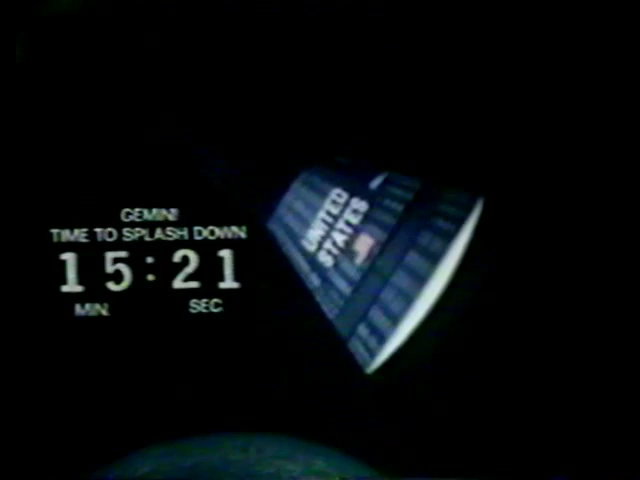 GEMINI
TIME TO SPLASH DOWN
15:21
MIN SEC
UNITED
STATES